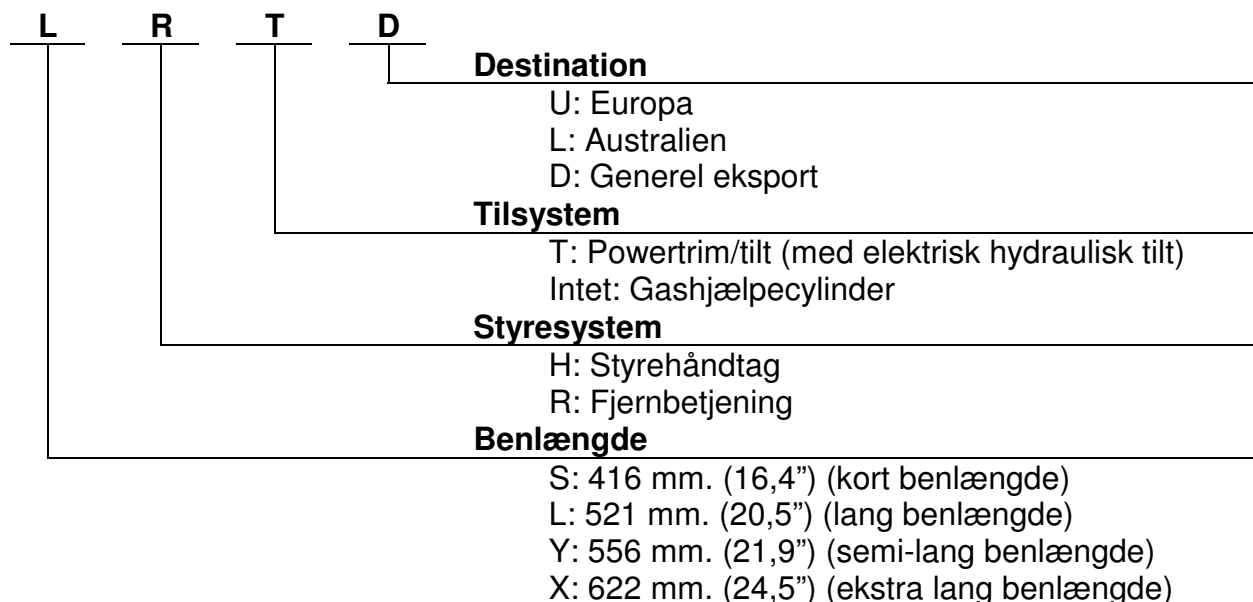 L R T D
Destination
U: Europa
L: Australien
D: Generel eksport
Tilsystem
T: Powertrim/tilt (med elektrisk hydraulisk tilt)
Intet: Gashjælpecylinder
Styresystem
H: Styrehåndtag
R: Fjernbetjening
Benlængde
S: 416 mm. (16,4”) (kort benlængde)
L: 521 mm. (20,5”) (lang benlængde)
Y: 556 mm. (21,9”) (semi-lang benlængde)
X: 622 mm. (24,5”) (ekstra lang benlængde)